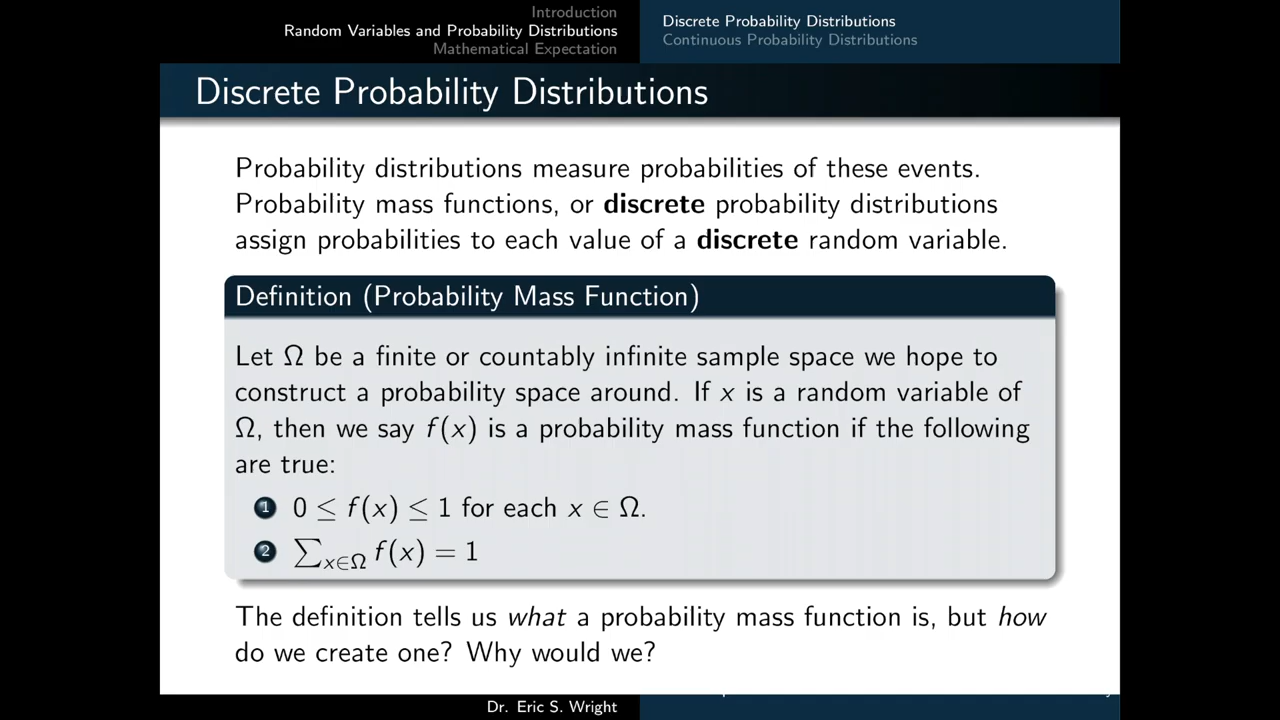 Introduction
Random Variables and Probability Distributions
Mathematical Expectation
Discrete Probability Distributions
Continuous Probability Distributions
Discrete Probability Distributions
Probability distributions measure probabilities of these events.
Probability mass functions, or discrete probability distributions
assign probabilities to each value of a discrete random variable.
Definition (Probability Mass Function)
Let Ω be a finite or countably infinite sample space we hope to
construct a probability space around. If x is a random variable of
Ω, then we say f(x) is a probability mass function if the following
are true:
1 0 ≤ f(x) ≤ 1 for each x ∈ Ω.
2 ∑x∈Ω f(x) = 1
The definition tells us what a probability mass function is, but how
do we create one? Why would we?
Dr. Eric S. Wright